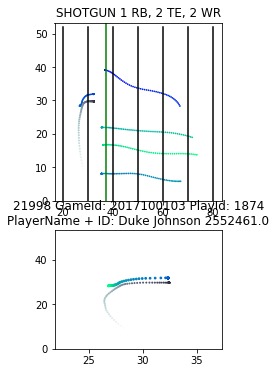 SHOTGUN 1 RB, 2 TE, 2 WR
50
40
30
20
10
0
20 40 60 80
21998 GameId: 2017100103 PlayId: 1874
PlayerName + ID: Duke Johnson 2552461.0
40
20
0
25 30 35